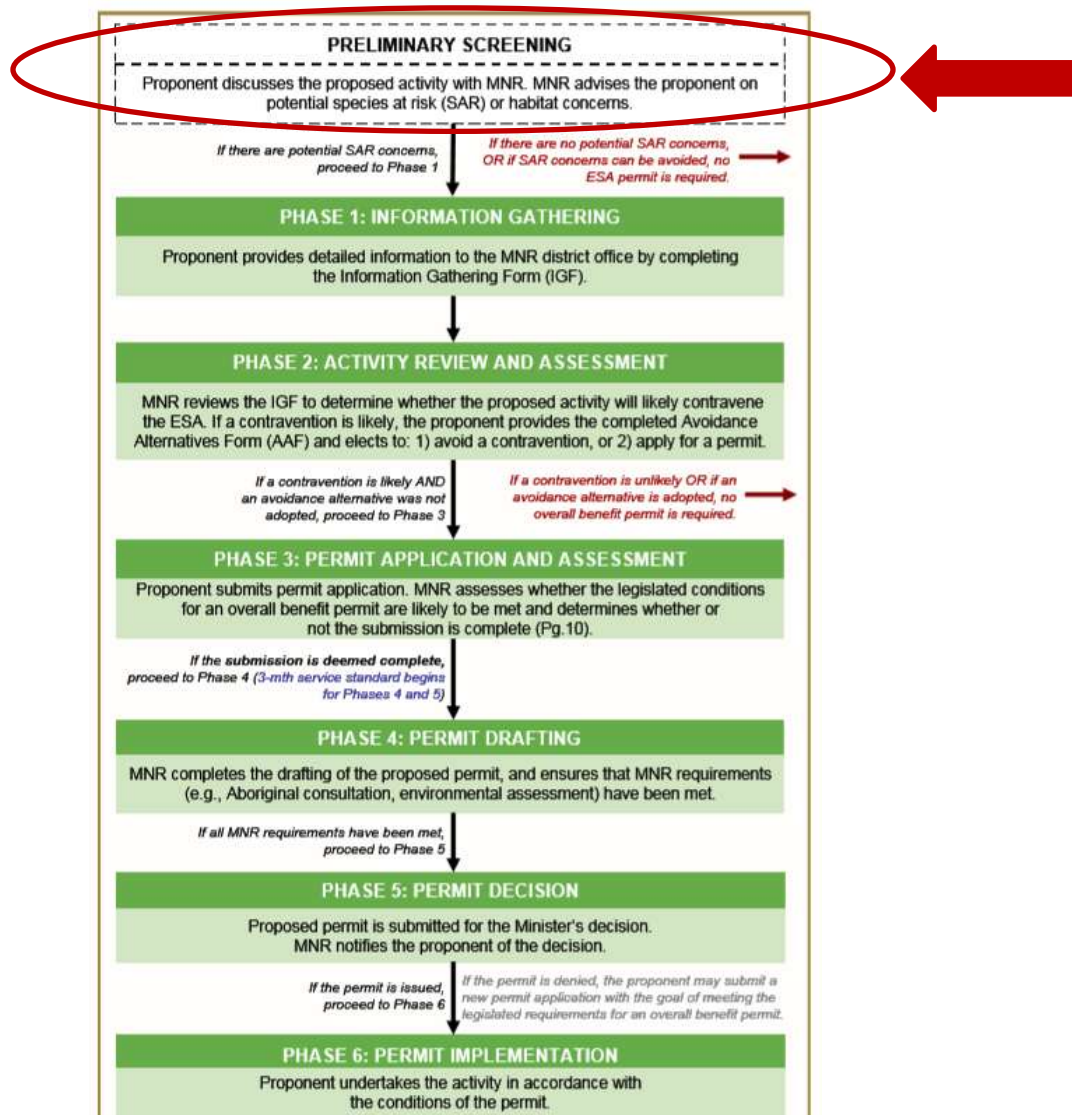 PRELIMINARY SCREENING
Proponent discusses the proposed activity with MNR. MNR advises the proponent on
potential species at risk (SAR) or habitat concerns.
If there are potential SAR concerns,
proceed to Phase 1
If there are no potential SAR concerns,
OR if SAR concerns can be avoided, no
ESA permit is required.
PHASE 1: INFORMATION GATHERING
Proponent provides detailed information to the MNR district office by completing
the Information Gathering Form (IGF).
PHASE 2: ACTIVITY REVIEW AND ASSESSMENT
MNR reviews the IGF to determine whether the proposed activity will likely contravene
the ESA. If a contravention is likely, the proponent provides the completed Avoidance
Alternatives Form (AAF) and elects to: 1) avoid a contravention, or 2) apply for a permit.
If a contravention is likely AND
an avoidance alternative was not
adopted, proceed to Phase 3
If a contravention is unlikely OR if an
avoidance alternative is adopted, no
overall benefit permit is required.
PHASE 3: PERMIT APPLICATION AND ASSESSMENT
Proponent submits permit application. MNR assesses whether the legislated conditions
for an overall benefit permit are likely to be met and determines whether or
not the submission is complete (Pg.10).
If the submission is deemed complete,
proceed to Phase 4 (3-mth service standard begins
for Phases 4 and 5)
PHASE 4: PERMIT DRAFTING
MNR completes the drafting of the proposed permit, and ensures that MNR requirements
(e.g., Aboriginal consultation, environmental assessment) have been met.
If all MNR requirements have been met,
proceed to Phase 5
PHASE 5: PERMIT DECISION
Proposed permit is submitted for the Minister's decision.
MNR notifies the proponent of the decision.
If the permit is issued,
proceed to Phase 6
If the permit is denied, the proponent may submit a
new permit application with the goal of meeting the
legislated requirements for an overall benefit permit.
PHASE 6: PERMIT IMPLEMENTATION
Proponent undertakes the activity in accordance with
the conditions of the permit.